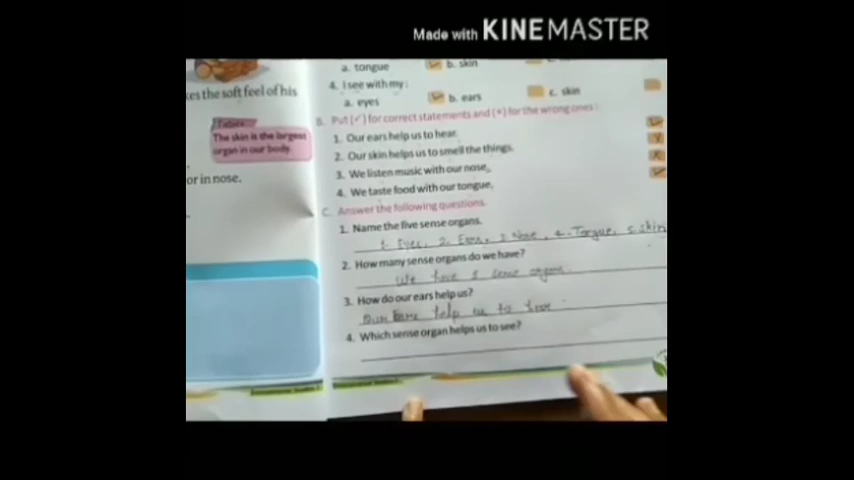 Made with KINEMASTER
a. tongue
b. skin
kes the soft feel of his
4. I see with my :
a. eyes
b. ears
c. skin
B. Put (✓) for correct statements and (×) for the wrong ones :
The skin is the largest
organ in our body.
1. Our ears help us to hear.
2. Our skin helps us to smell the things.
or in nose.
3. We listen music with our nose.
4. We taste food with our tongue.
C. Answer the following questions.
1. Name the five sense organs.
1. Eyes, 2. Ears, 3. Nose, 4. Tongue, 5. skin
2. How many sense organs do we have?
We have 5 sense organs.
3. How do our ears help us?
Our ears help us to hear.
4. Which sense organ helps us to see?